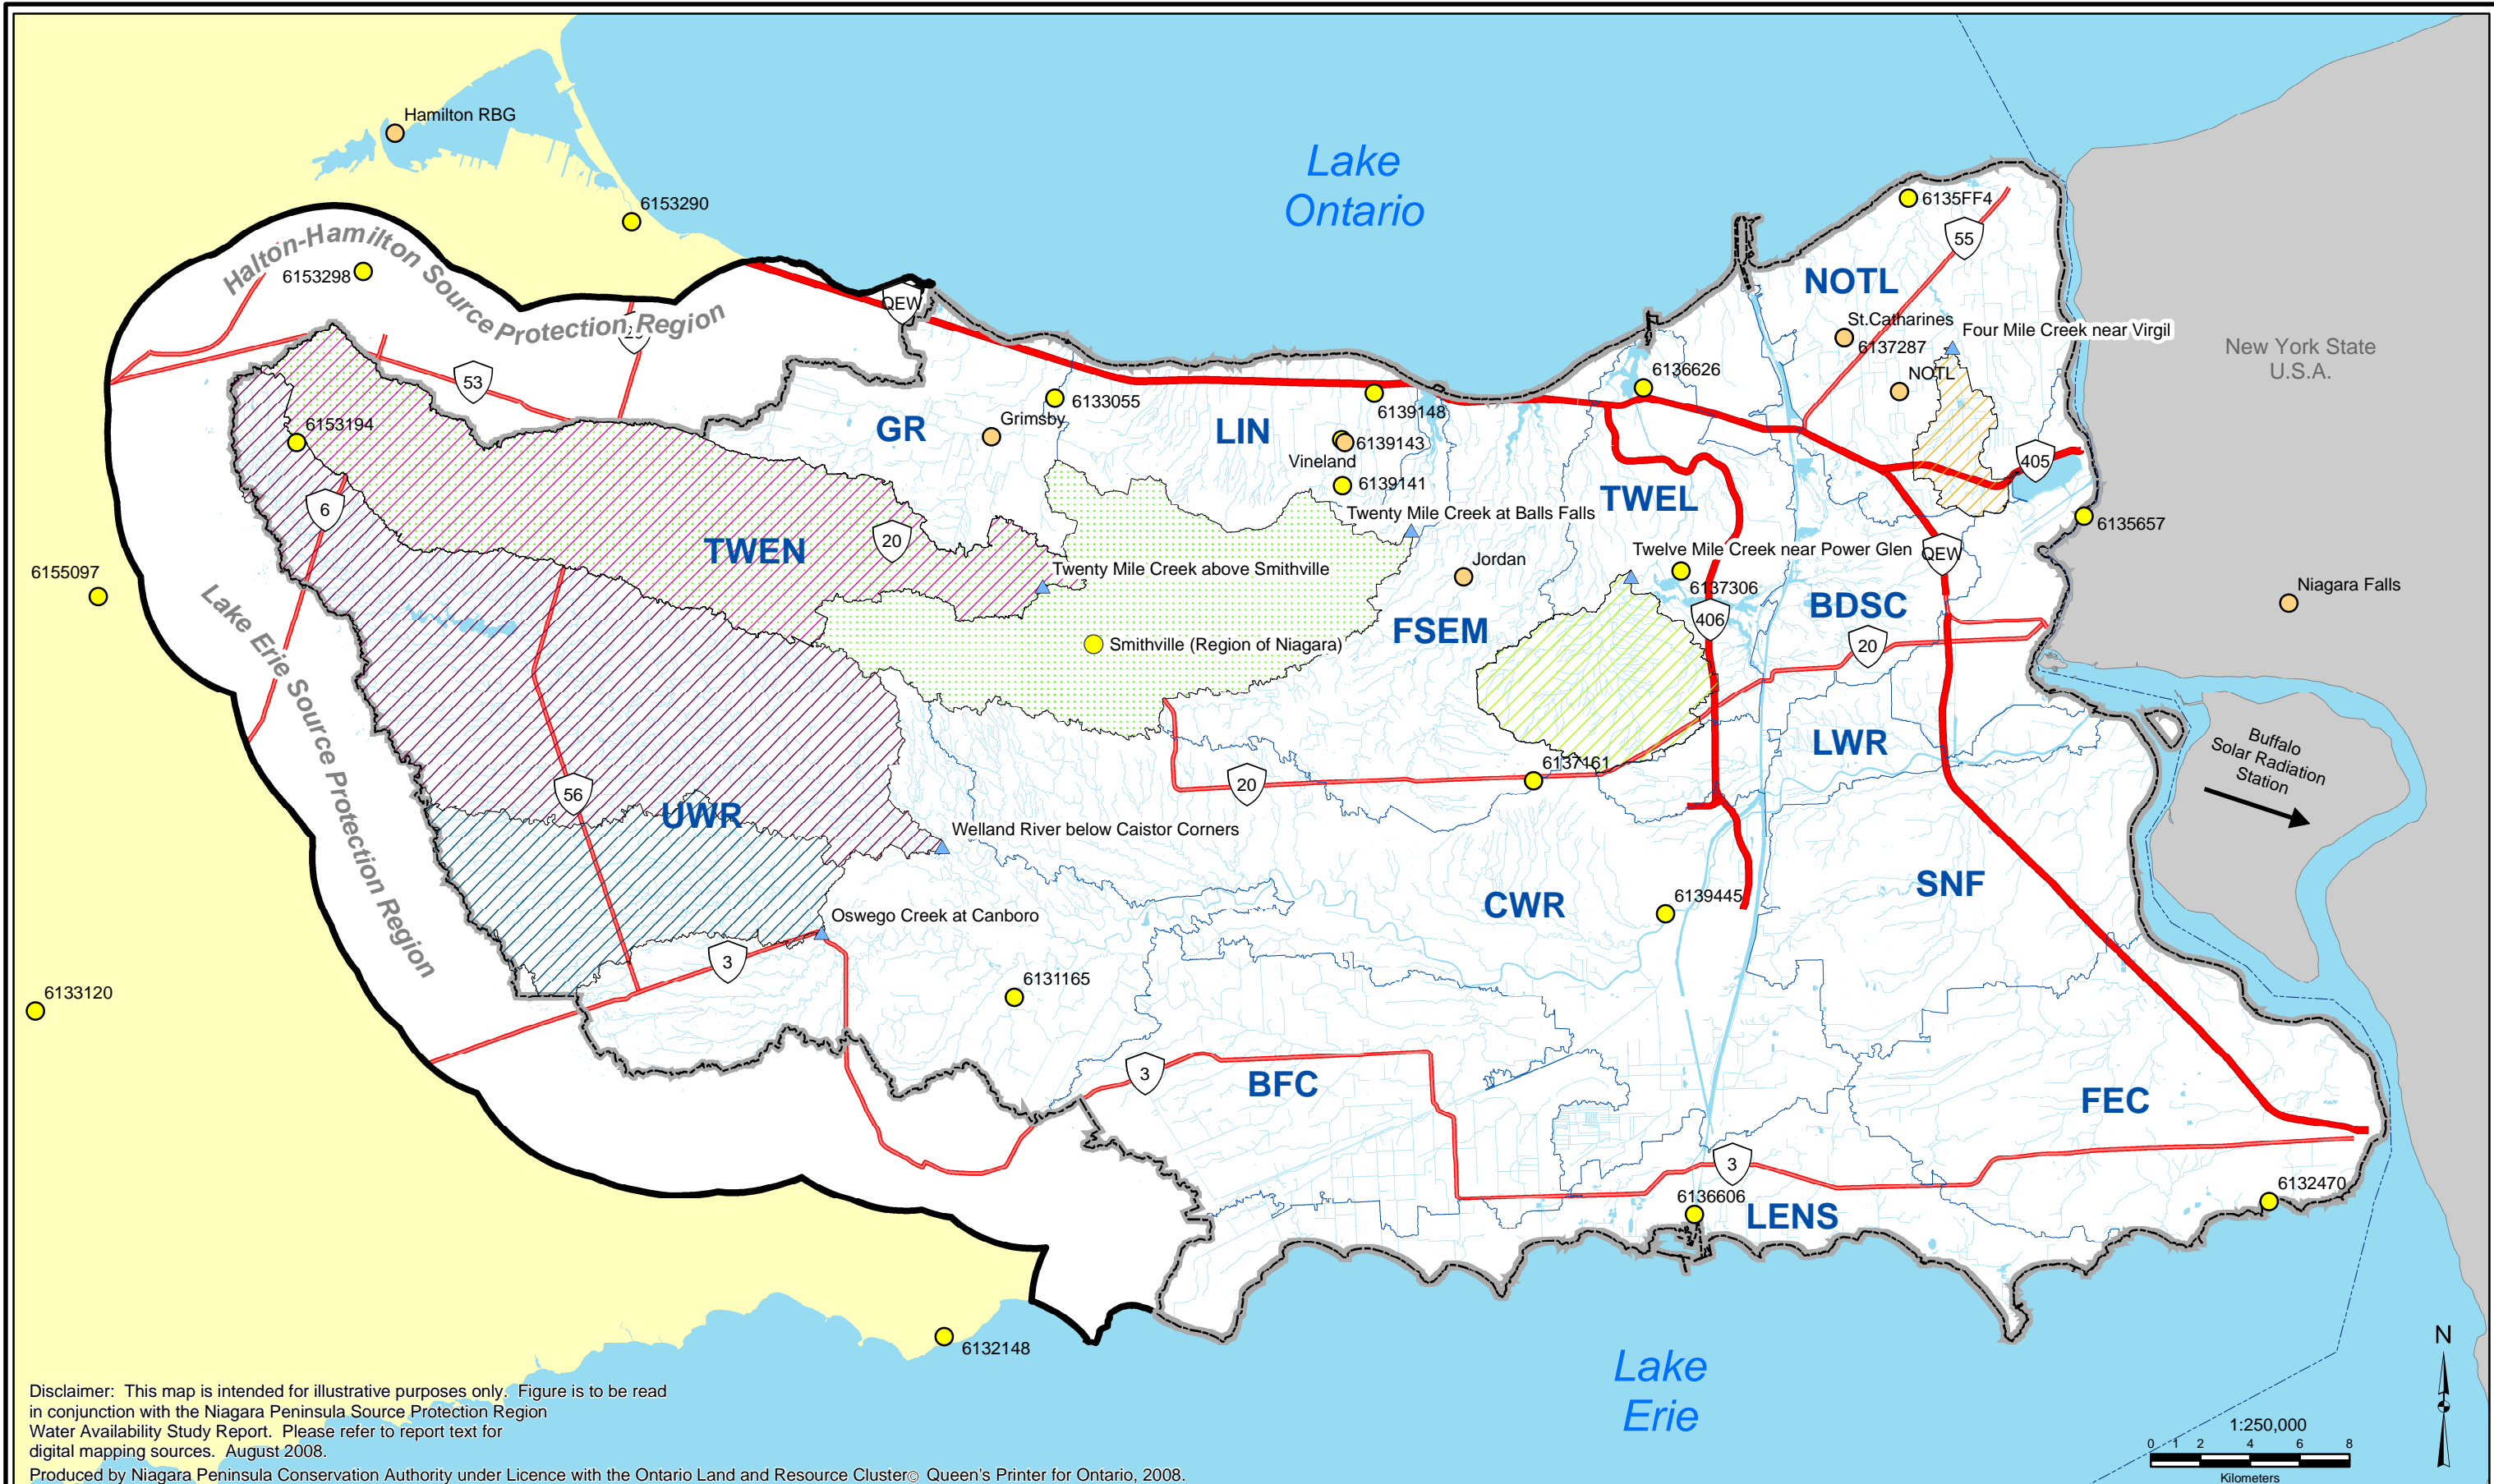 Hamilton RBG
6153290
Lake
Ontario
6135FF4
55
Halton-Hamilton Source Protection Region
6153298
NOTL
QEW
St.Catharines
6137287
Four Mile Creek near Virgil
New York State
U.S.A.
53
NOTL
6136626
6133055
6139148
GR
Grimsby
LIN
6153194
6139143
Vineland
405
6139141
6
TWEL
Twenty Mile Creek at Balls Falls
6135657
20
TWEN
Twelve Mile Creek near Power Glen
QEW
Jordan
Twenty Mile Creek above Smithville
6155097
6137306
Niagara Falls
BDSC
406
FSEM
Smithville (Region of Niagara)
20
Lake Erie Source Protection Region
LWR
Buffalo
Solar Radiation
Station
6137161
20
56
UWR
Welland River below Caistor Corners
SNF
CWR
6139445
Oswego Creek at Canboro
3
6131165
6133120
3
BFC
FEC
3
6132470
6136606
LENS
6132148
Lake
Erie
N
Disclaimer: This map is intended for illustrative purposes only. Figure is to be read
in conjunction with the Niagara Peninsula Source Protection Region
Water Availability Study Report. Please refer to report text for
digital mapping sources. August 2008.
Produced by Niagara Peninsula Conservation Authority under Licence with the Ontario Land and Resource Cluster© Queen's Printer for Ontario, 2008.
1:250,000
0 1 2 4 6 8
Kilometers